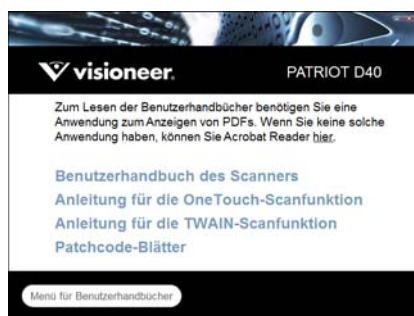 visioneer.
PATRIOT D40
Zum Lesen der Benutzerhandbücher benötigen Sie eine
Anwendung zum Anzeigen von PDFs. Wenn Sie keine solche
Anwendung haben, können Sie Acrobat Reader hier.
Benutzerhandbuch des Scanners
Anleitung für die OneTouch-Scanfunktion
Anleitung für die TWAIN-Scanfunktion
Patchcode-Blätter
Menü für Benutzerhandbücher